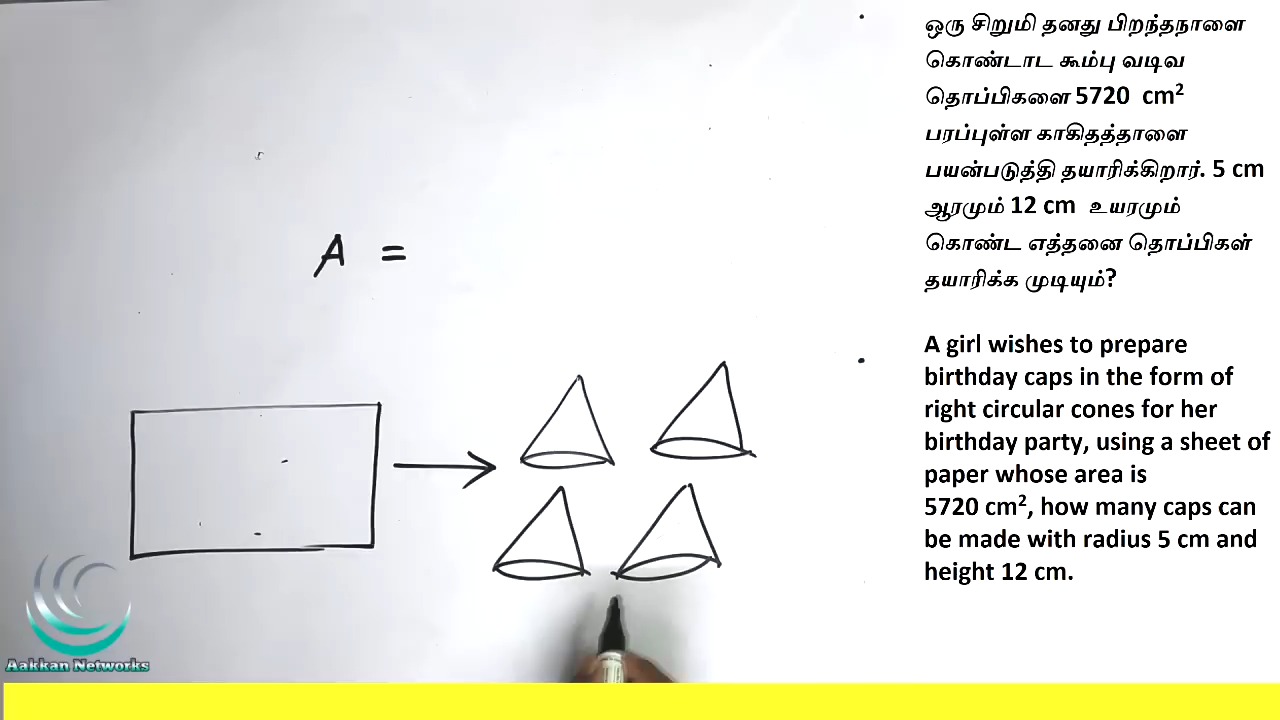 ஒரு சிறுமி தனது பிறந்தநாளை
கொண்டாட கூம்பு வடிவ
தொப்பிகளை 5720 cm²
பரப்புள்ள காகிதத்தாளை
பயன்படுத்தி தயாரிக்கிறார். 5 cm
ஆரமும் 12 cm உயரமும்
கொண்ட எத்தனை தொப்பிகள்
தயாரிக்க முடியும்?
A girl wishes to prepare
birthday caps in the form of
right circular cones for her
birthday party, using a sheet of
paper whose area is
5720 cm², how many caps can
be made with radius 5 cm and
height 12 cm.
A =
Aakkan Networks